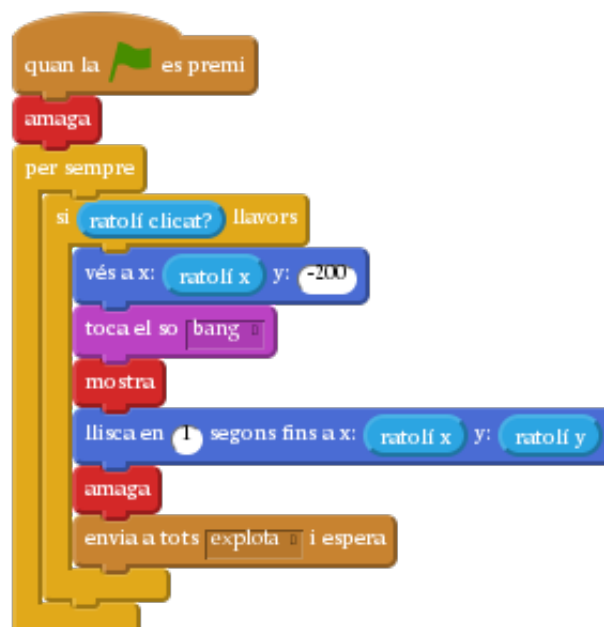 quan la es premi
amaga
per sempre
si ratolí clicat? llavors
vés a x: ratolí x y: -200
toca el so bang
mostra
llisca en 1 segons fins a x: ratolí x y: ratolí y
amaga
envia a tots explota i espera